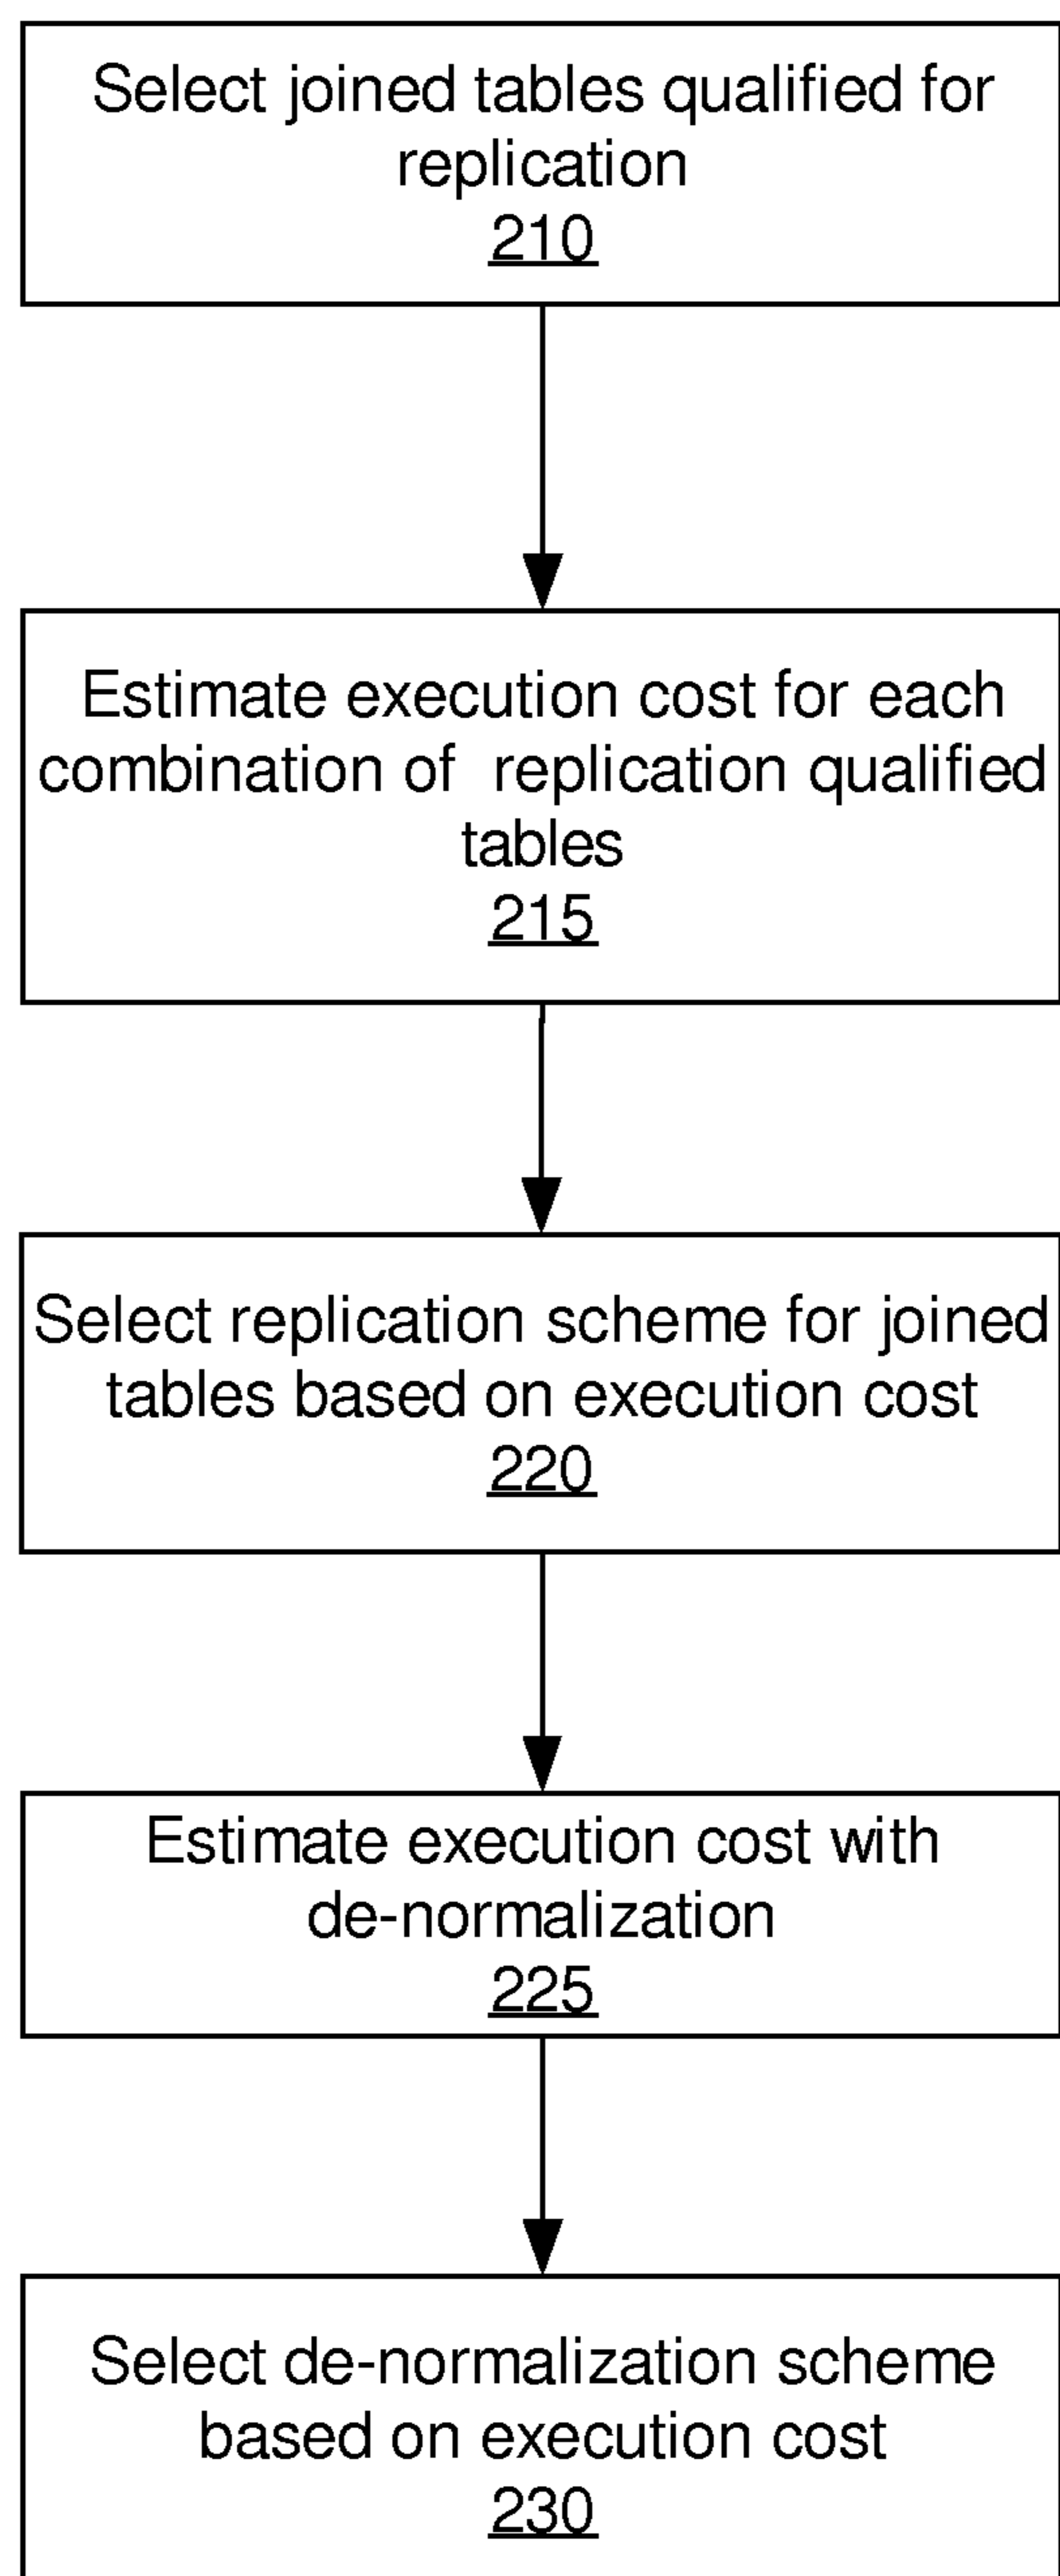 Select joined tables qualified for
replication
210
Estimate execution cost for each
combination of replication qualified
tables
215
Select replication scheme for joined
tables based on execution cost
220
Estimate execution cost with
de-normalization
225
Select de-normalization scheme
based on execution cost
230